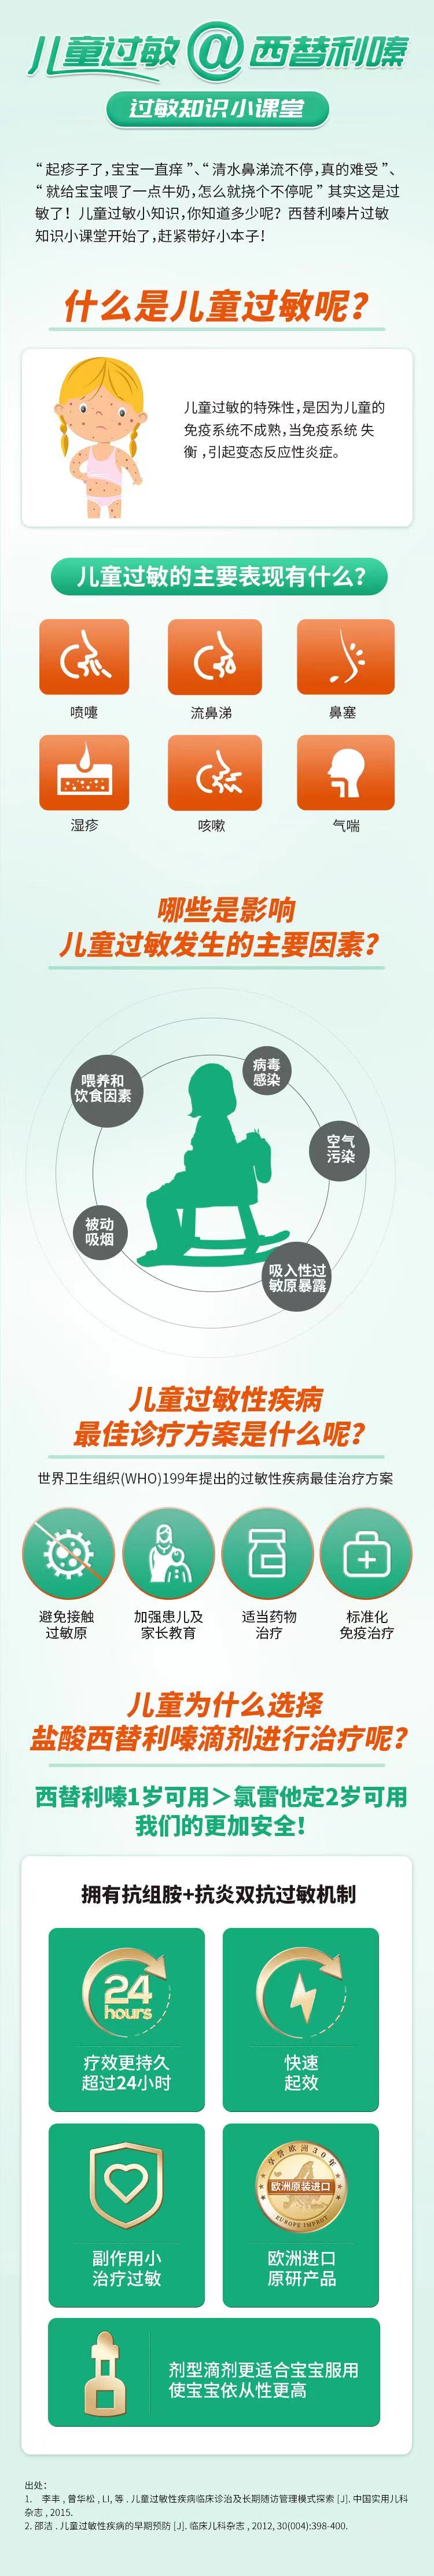 儿童过敏@西替利嗪
过敏知识小课堂
“起疹子了,宝宝一直痒”、“清水鼻涕流不停,真的难受”、
“就给宝宝喂了一点牛奶,怎么就挠个不停呢”其实这是过
敏了！儿童过敏小知识,你知道多少呢？西替利嗪片过敏
知识小课堂开始了,赶紧带好小本子!
什么是儿童过敏呢?
儿童过敏的特殊性,是因为儿童的
免疫系统不成熟,当免疫系统 失
衡 ,引起变态反应性炎症。
儿童过敏的主要表现有什么?
喷嚏
流鼻涕
鼻塞
湿疹
咳嗽
气喘
哪些是影响
儿童过敏发生的主要因素?
病毒
感染
喂养和
饮食因素
空气
污染
被动
吸烟
吸入性过
敏原暴露
儿童过敏性疾病
最佳诊疗方案是什么呢?
世界卫生组织(WHO)199年提出的过敏性疾病最佳治疗方案
避免接触
过敏原
加强患儿及
家长教育
适当药物
治疗
标准化
免疫治疗
儿童为什么选择
盐酸西替利嗪滴剂进行治疗呢?
西替利嗪1岁可用＞氯雷他定2岁可用
我们的更加安全!
拥有抗组胺+抗炎双抗过敏机制
24
hours
疗效更持久
超过24小时
快速
起效
副作用小
治疗过敏
享誉欧洲30年
欧洲原装进口
EUROPE IMPROT
欧洲进口
原研产品
剂型滴剂更适合宝宝服用
使宝宝依从性更高
出处:
1. 李丰 , 曾华松 , LI, 等 . 儿童过敏性疾病临床诊治及长期随访管理模式探索 [J]. 中国实用儿科
杂志 , 2015.
2. 邵洁 . 儿童过敏性疾病的早期预防 [J]. 临床儿科杂志 , 2012, 30(004):398-400.